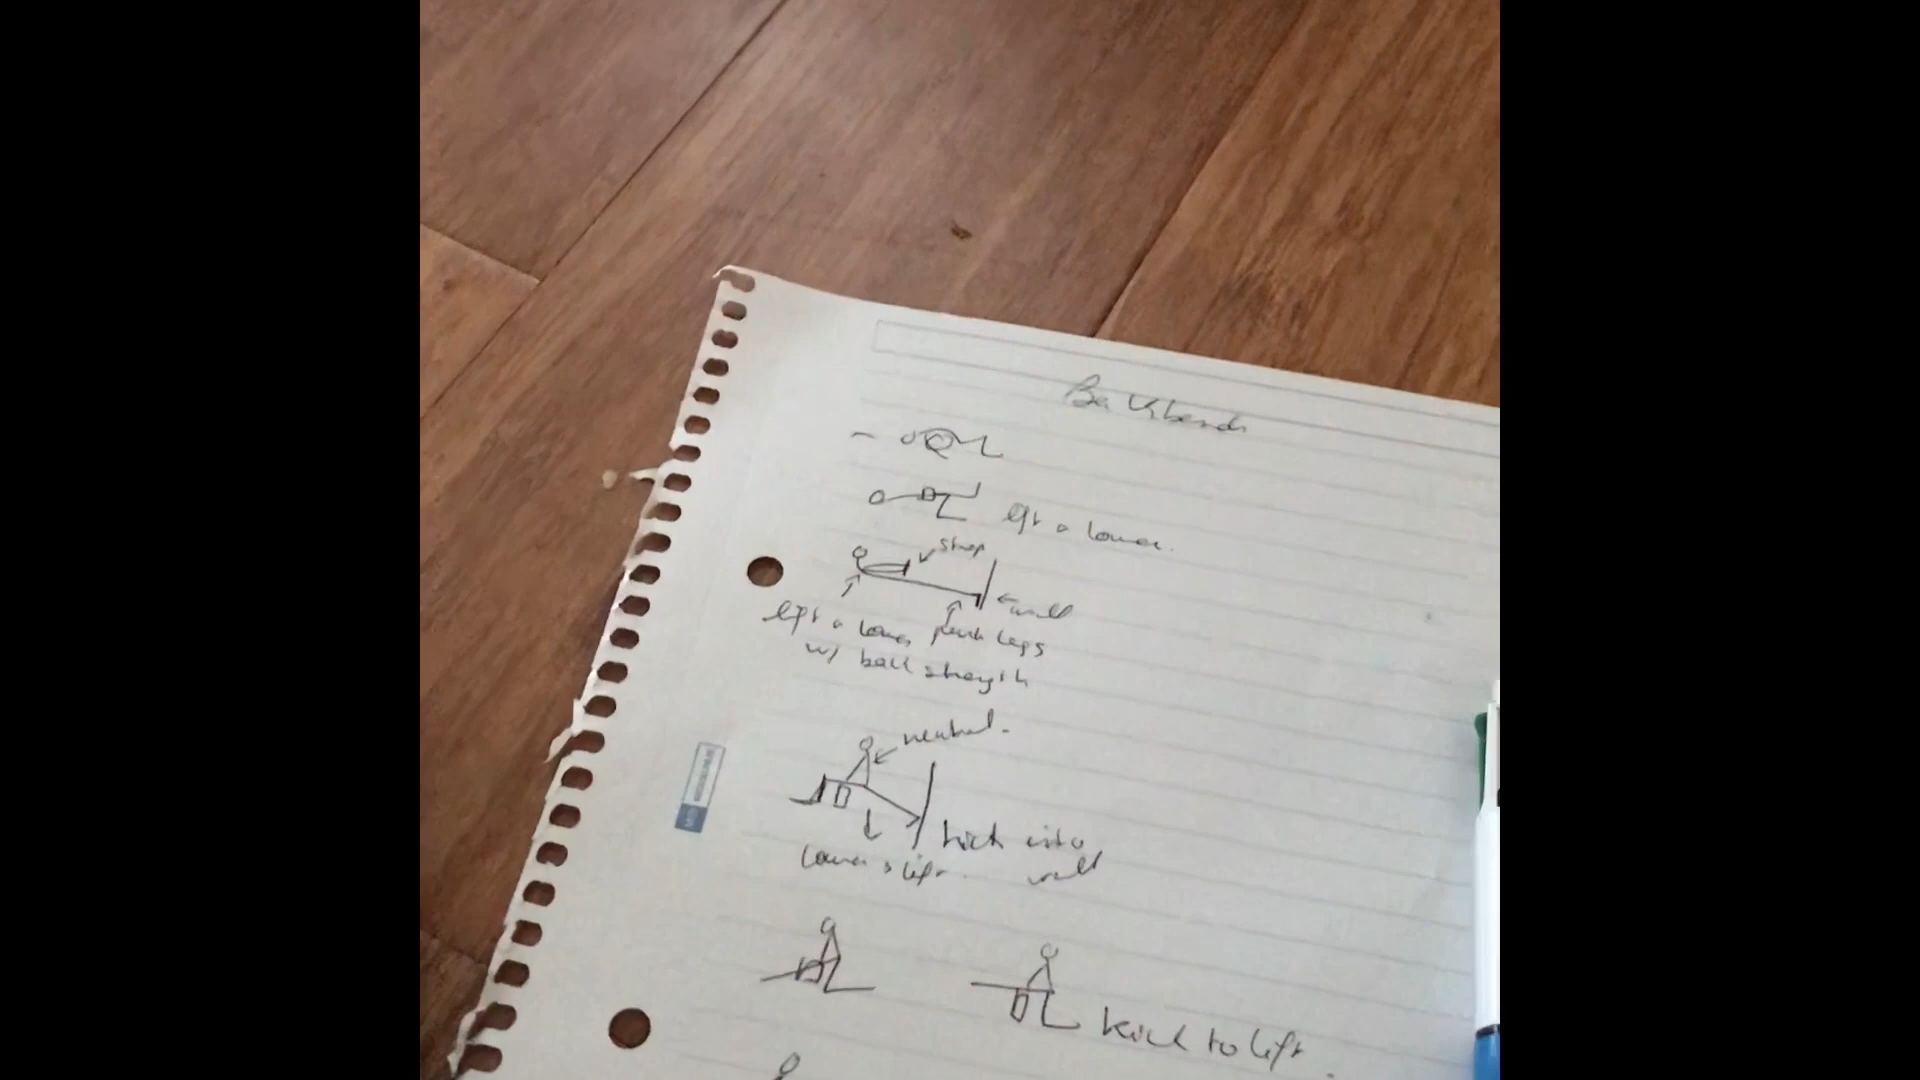 Backbends
lift & lower.
strap
wall
lift & lower push legs
w/ back strength
neutral.
kick into
wall
lower & lift.
kick to lift.